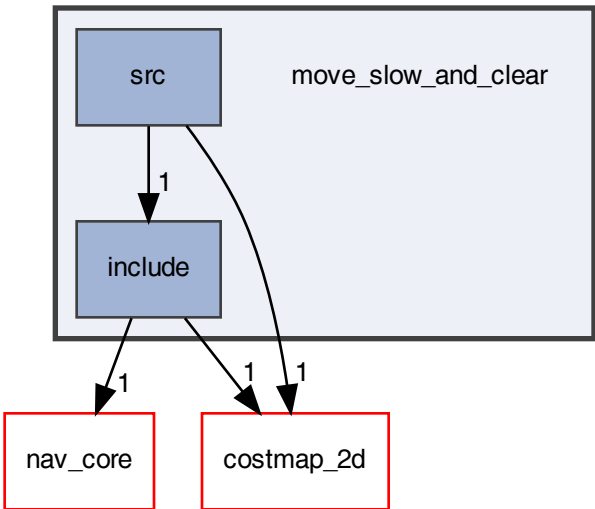 src
move_slow_and_clear
1
include
1
1
1
nav_core
costmap_2d